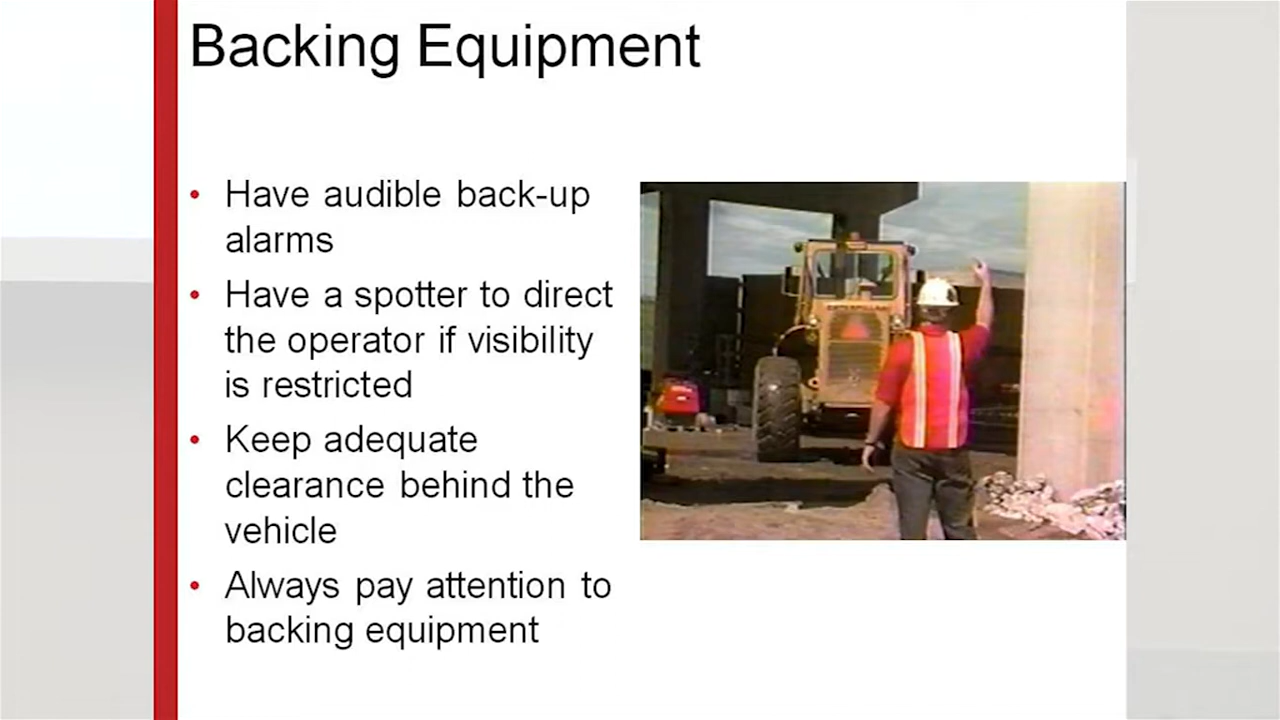 Backing Equipment
• Have audible back-up
alarms
• Have a spotter to direct
the operator if visibility
is restricted
• Keep adequate
clearance behind the
vehicle
• Always pay attention to
backing equipment